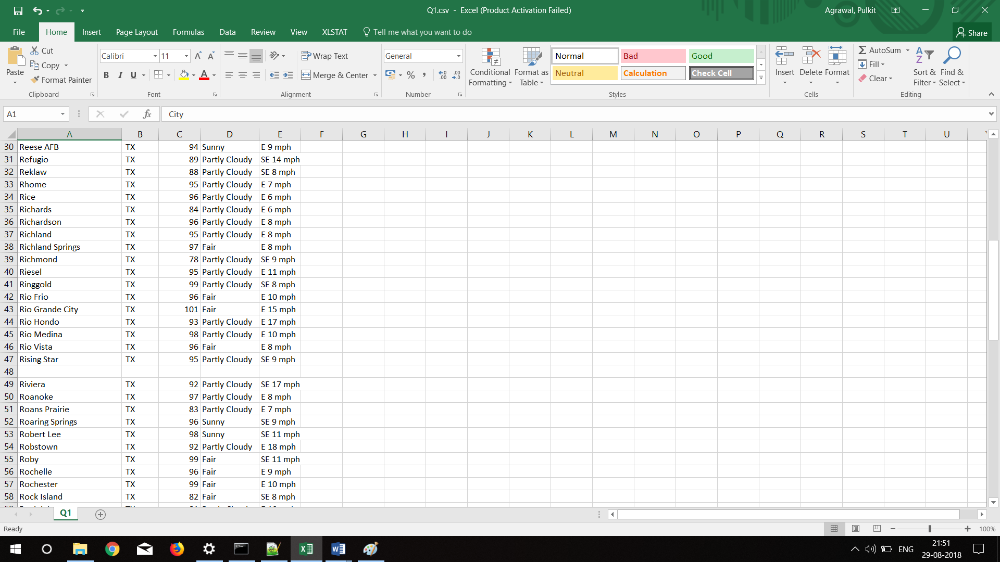 Q1.csv - Excel (Product Activation Failed)
Agrawal, Pulkit
File Home Insert Page Layout Formulas Data Review View XLSTAT Tell me what you want to do Share
Paste
Cut
Copy
Format Painter
Clipboard
Calibri 11
B I U A
Font
Wrap Text
Merge & Center
Alignment
General
% ,
Number
Conditional Formatting
Format as Table
Normal Bad Good
Neutral Calculation Check Cell
Styles
Insert Delete Format
Cells
AutoSum
Fill
Clear
Sort & Filter
Find & Select
Editing
A1 fx City
A B C D E F G H I J K L M N O P Q R S T U
30 Reese AFB TX 94 Sunny E 9 mph
31 Refugio TX 89 Partly Cloudy SE 14 mph
32 Reklaw TX 88 Partly Cloudy SE 8 mph
33 Rhome TX 95 Partly Cloudy E 7 mph
34 Rice TX 96 Partly Cloudy E 6 mph
35 Richards TX 84 Partly Cloudy E 6 mph
36 Richardson TX 96 Partly Cloudy E 8 mph
37 Richland TX 95 Partly Cloudy E 8 mph
38 Richland Springs TX 97 Fair E 8 mph
39 Richmond TX 78 Partly Cloudy SE 9 mph
40 Riesel TX 95 Partly Cloudy E 11 mph
41 Ringgold TX 99 Partly Cloudy SE 8 mph
42 Rio Frio TX 96 Fair E 10 mph
43 Rio Grande City TX 101 Fair E 15 mph
44 Rio Hondo TX 93 Partly Cloudy E 17 mph
45 Rio Medina TX 98 Partly Cloudy E 10 mph
46 Rio Vista TX 96 Fair E 8 mph
47 Rising Star TX 95 Partly Cloudy SE 9 mph
48
49 Riviera TX 92 Partly Cloudy SE 17 mph
50 Roanoke TX 97 Partly Cloudy E 8 mph
51 Roans Prairie TX 83 Partly Cloudy E 7 mph
52 Roaring Springs TX 96 Sunny SE 9 mph
53 Robert Lee TX 98 Sunny SE 11 mph
54 Robstown TX 92 Partly Cloudy E 18 mph
55 Roby TX 99 Fair SE 11 mph
56 Rochelle TX 96 Fair E 9 mph
57 Rochester TX 99 Fair E 10 mph
58 Rock Island TX 82 Fair SE 8 mph
Q1
Ready
100%
ENG
21:51
29-08-2018